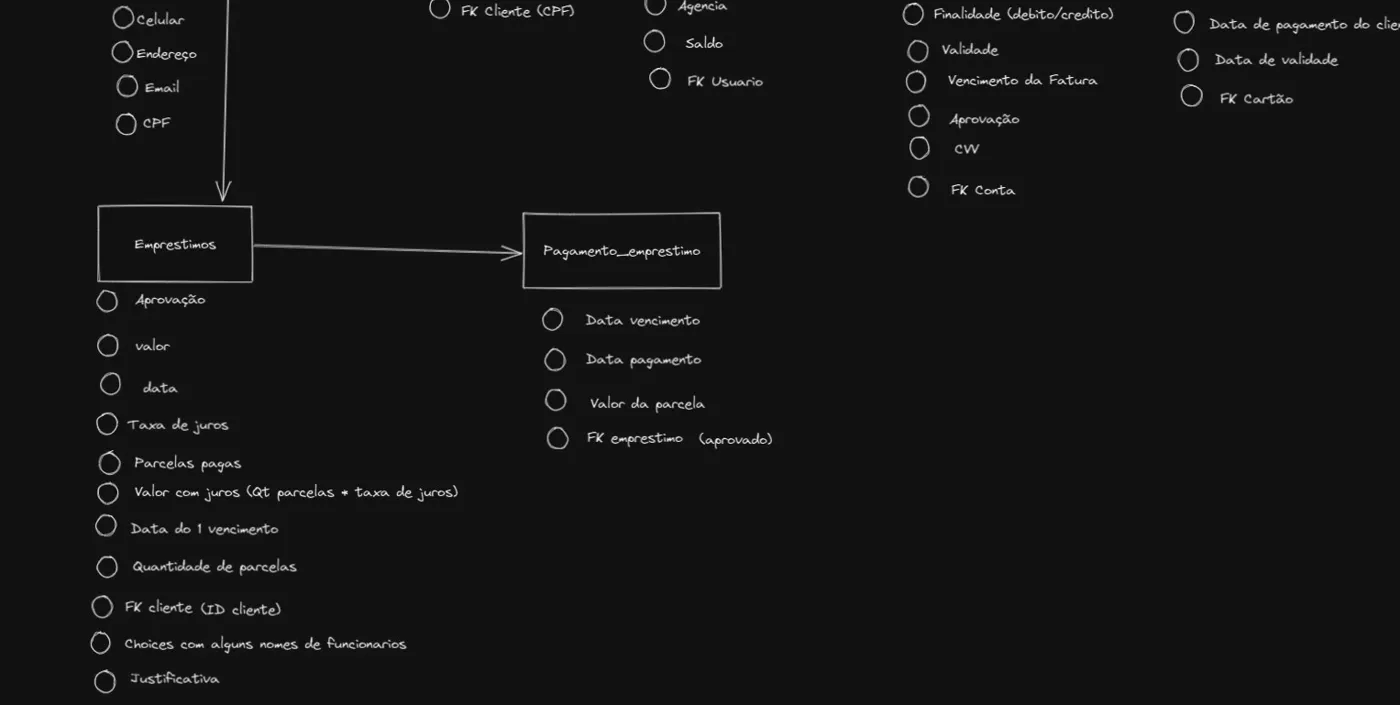 Celular
Endereço
Email
CPF
FK Cliente (CPF)
Agencia
Saldo
FK Usuario
Finalidade (debito/credito)
Validade
Vencimento da Fatura
Aprovação
CVV
FK Conta
Data de pagamento do clie
Data de validade
FK Cartão
Emprestimos
Aprovação
valor
data
Taxa de juros
Parcelas pagas
Valor com juros (Qt parcelas * taxa de juros)
Data do 1 vencimento
Quantidade de parcelas
FK cliente (ID cliente)
Choices com alguns nomes de funcionarios
Justificativa
Pagamento_emprestimo
Data vencimento
Data pagamento
Valor da parcela
FK emprestimo (aprovado)